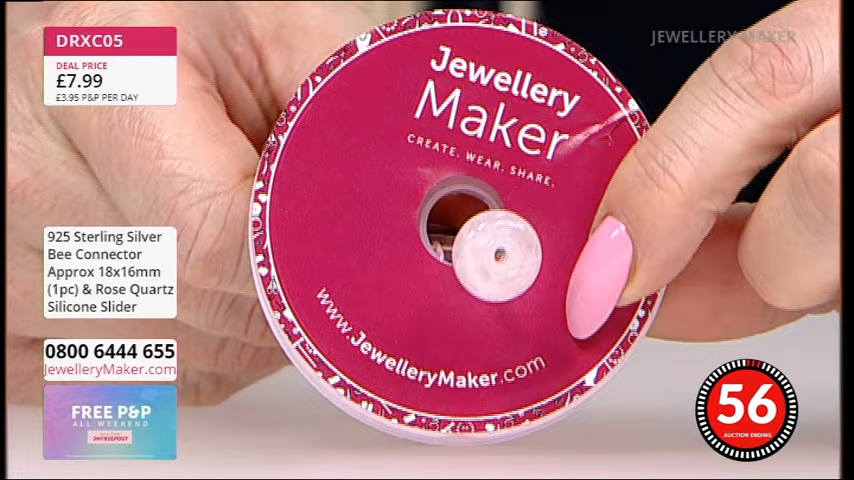 DRXC05
DEAL PRICE
£7.99
£3.95 P&P PER DAY
JEWELLERY MAKER
Jewellery
Maker
CREATE. WEAR. SHARE.
www.JewelleryMaker.com
925 Sterling Silver
Bee Connector
Approx 18x16mm
(1pc) & Rose Quartz
Silicone Slider
0800 6444 655
JewelleryMaker.com
FREE P&P
ALL WEEKEND
JMFREEPOST
56
AUCTION ENDING